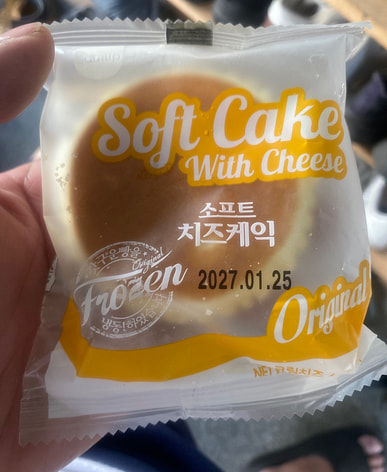 Soft Cake
With Cheese
소프트
치즈케익
Original
Frozen
2027.01.25
Original